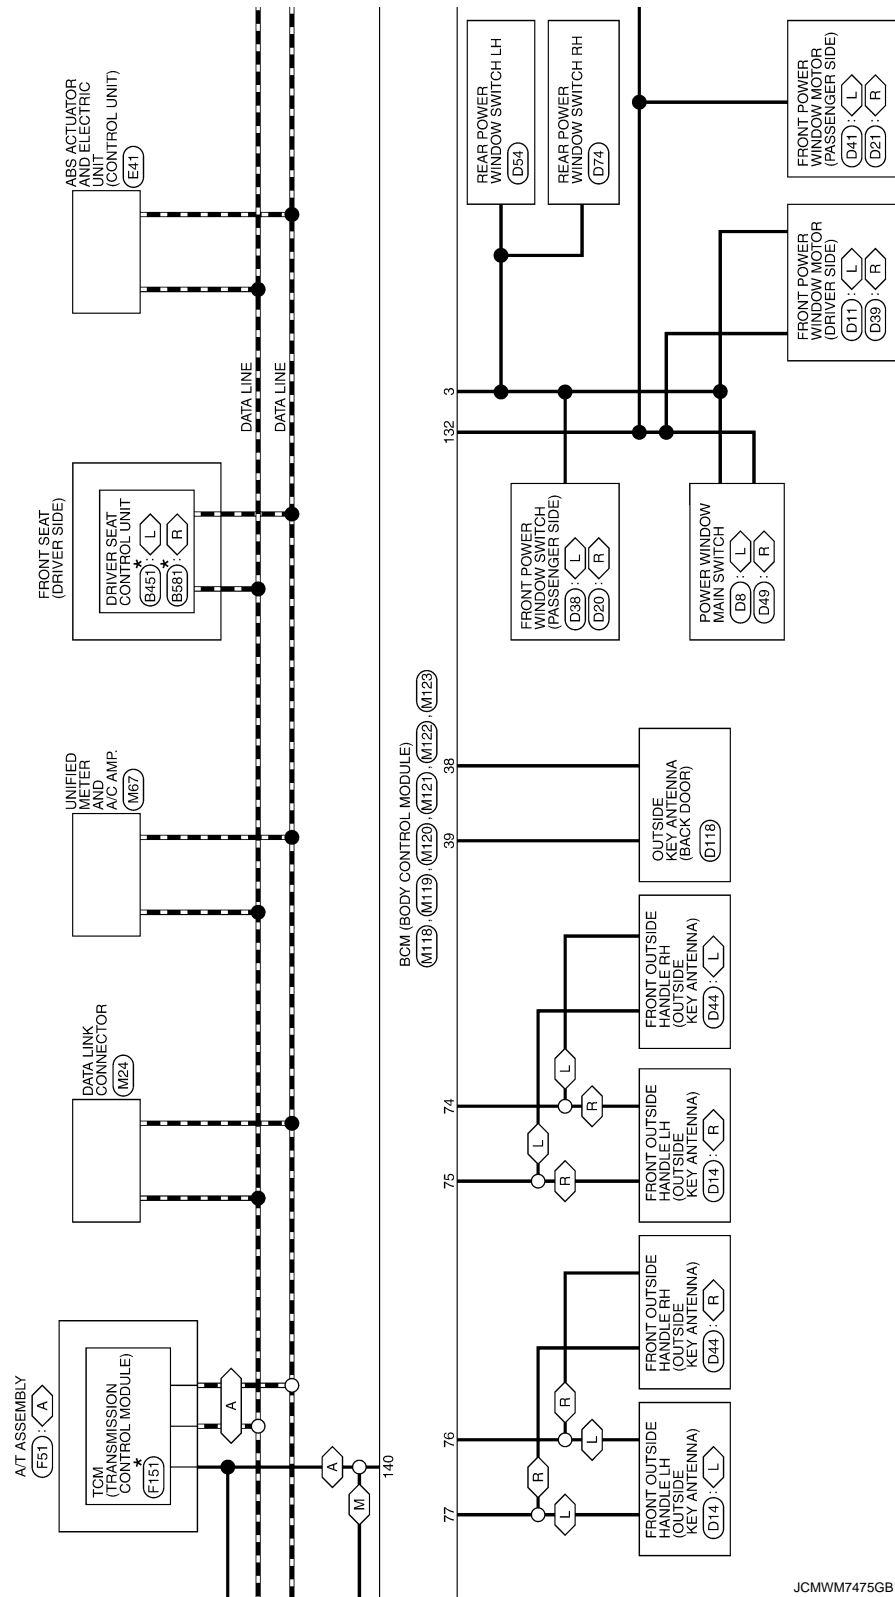 A/T ASSEMBLY
F51 : A
TCM
(TRANSMISSION
CONTROL MODULE)
*
F151
A
A
M
140
DATA LINK
CONNECTOR
M24
UNIFIED
METER
AND
A/C AMP.
M67
FRONT SEAT
(DRIVER SIDE)
DRIVER SEAT
CONTROL UNIT
*
B451 : L
*
B581 : R
ABS ACTUATOR
AND ELECTRIC
UNIT
(CONTROL UNIT)
E41
DATA LINE
DATA LINE
BCM (BODY CONTROL MODULE)
M118 , M119 , M120 , M121 , M122 , M123
77
76
75
74
39
38
132
3
R
R
L
L
L
L
R
R
FRONT OUTSIDE
HANDLE LH
(OUTSIDE
KEY ANTENNA)
D14 : L
FRONT OUTSIDE
HANDLE RH
(OUTSIDE
KEY ANTENNA)
D44 : R
FRONT OUTSIDE
HANDLE LH
(OUTSIDE
KEY ANTENNA)
D14 : R
FRONT OUTSIDE
HANDLE RH
(OUTSIDE
KEY ANTENNA)
D44 : L
OUTSIDE
KEY ANTENNA
(BACK DOOR)
D118
FRONT POWER
WINDOW SWITCH
(PASSENGER SIDE)
D38 : L
D20 : R
POWER WINDOW
MAIN SWITCH
D8 : L
D49 : R
REAR POWER
WINDOW SWITCH LH
D54
REAR POWER
WINDOW SWITCH RH
D74
FRONT POWER
WINDOW MOTOR
(DRIVER SIDE)
D11 : L
D39 : R
FRONT POWER
WINDOW MOTOR
(PASSENGER SIDE)
D41 : L
D21 : R
JCMWM7475GB